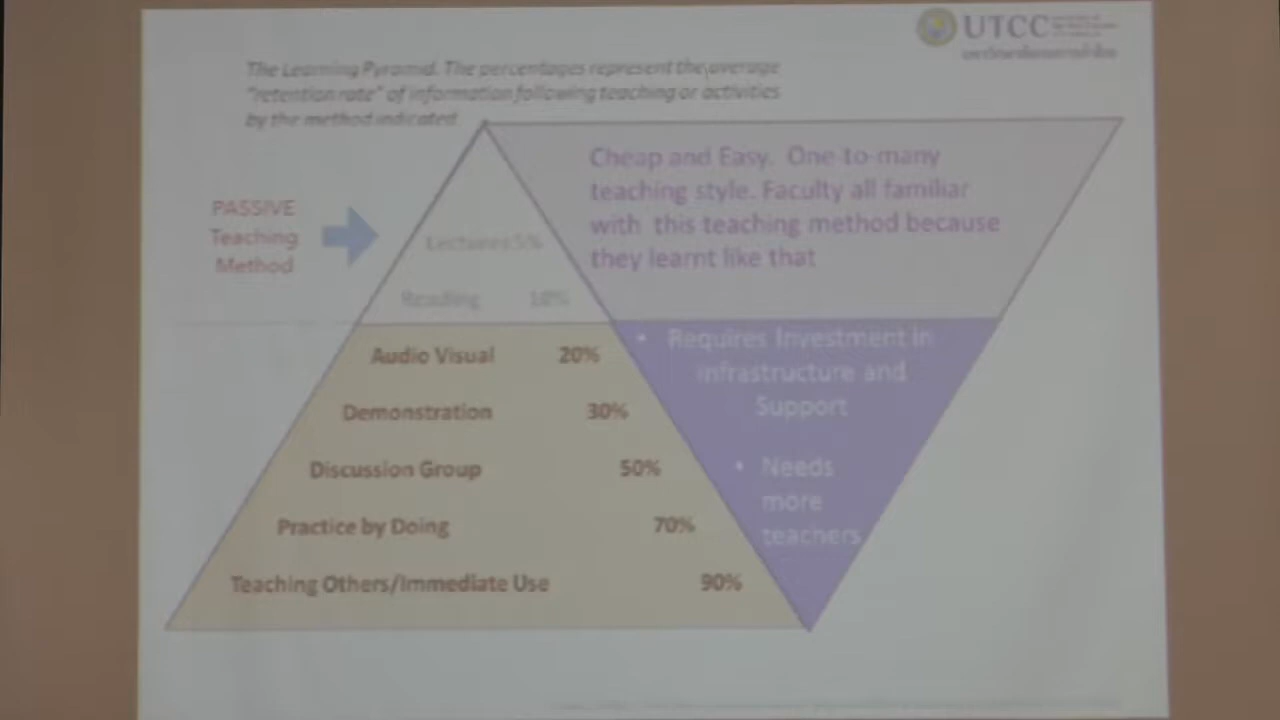 UTCC
The Learning Pyramid. The percentages represent the average
"retention rate" of information following teaching or activities
by the method indicated
PASSIVE
Teaching
Method
Lectures 5%
Reading 10%
Audio Visual 20%
Demonstration 30%
Discussion Group 50%
Practice by Doing 70%
Teaching Others/Immediate Use 90%
Cheap and Easy. One-to-many
teaching style. Faculty all familiar
with this teaching method because
they learnt like that
• Requires Investment in
infrastructure and
Support
• Needs
more
teachers